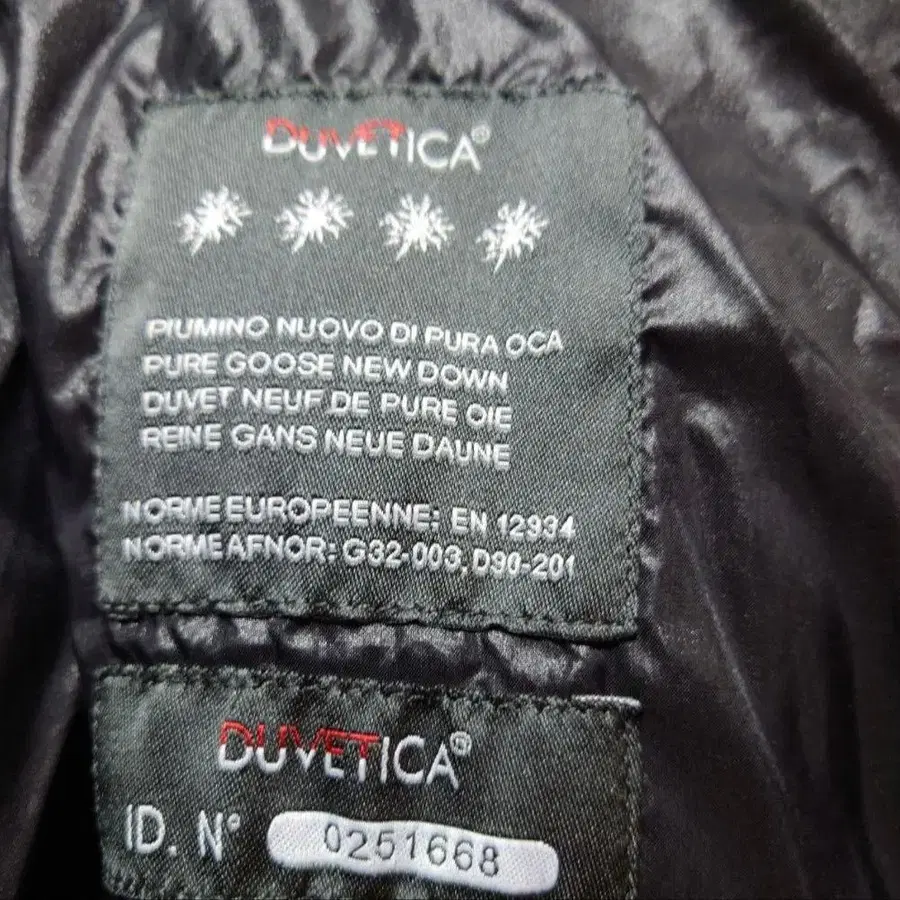 DUVETICA®
PIUMINO NUOVO DI PURA OCA
PURE GOOSE NEW DOWN
DUVET NEUF DE PURE OIE
REINE GANS NEUE DAUNE
NORME EUROPEENNE: EN 12934
NORME AFNOR: G32-003, D90-201
DUVETICA®
ID. N° 0251668